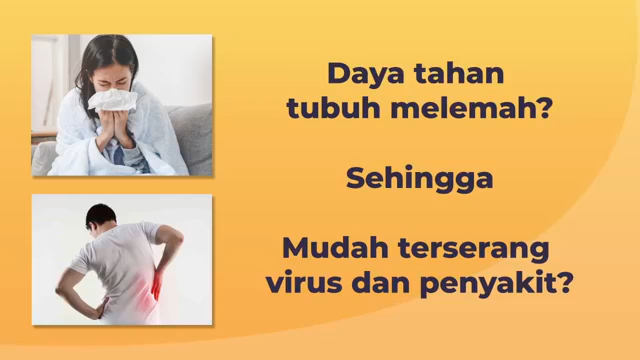 Daya tahan
tubuh melemah?
Sehingga
Mudah terserang
virus dan penyakit?